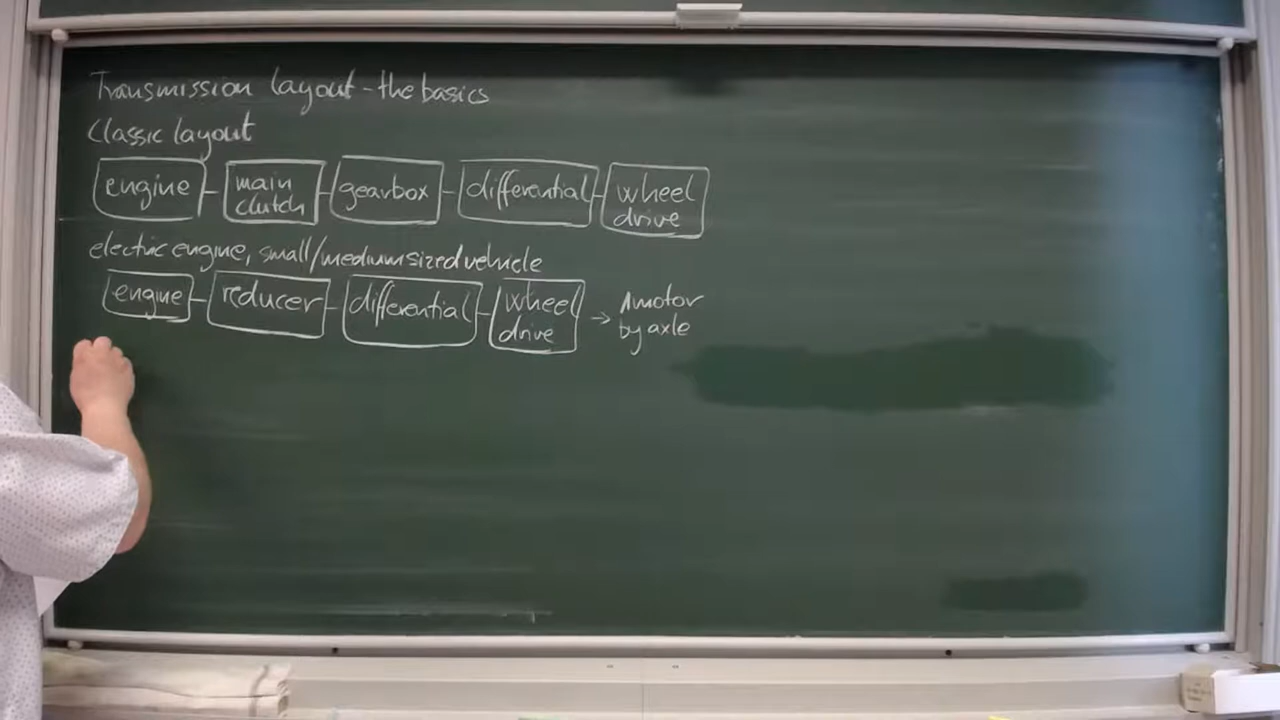 Transmission layout - the basics
Classic layout
engine - main clutch - gearbox - differential - wheel drive
electric engine, small/medium sized vehicle
engine - reducer - differential - wheel drive → 1 motor by axle